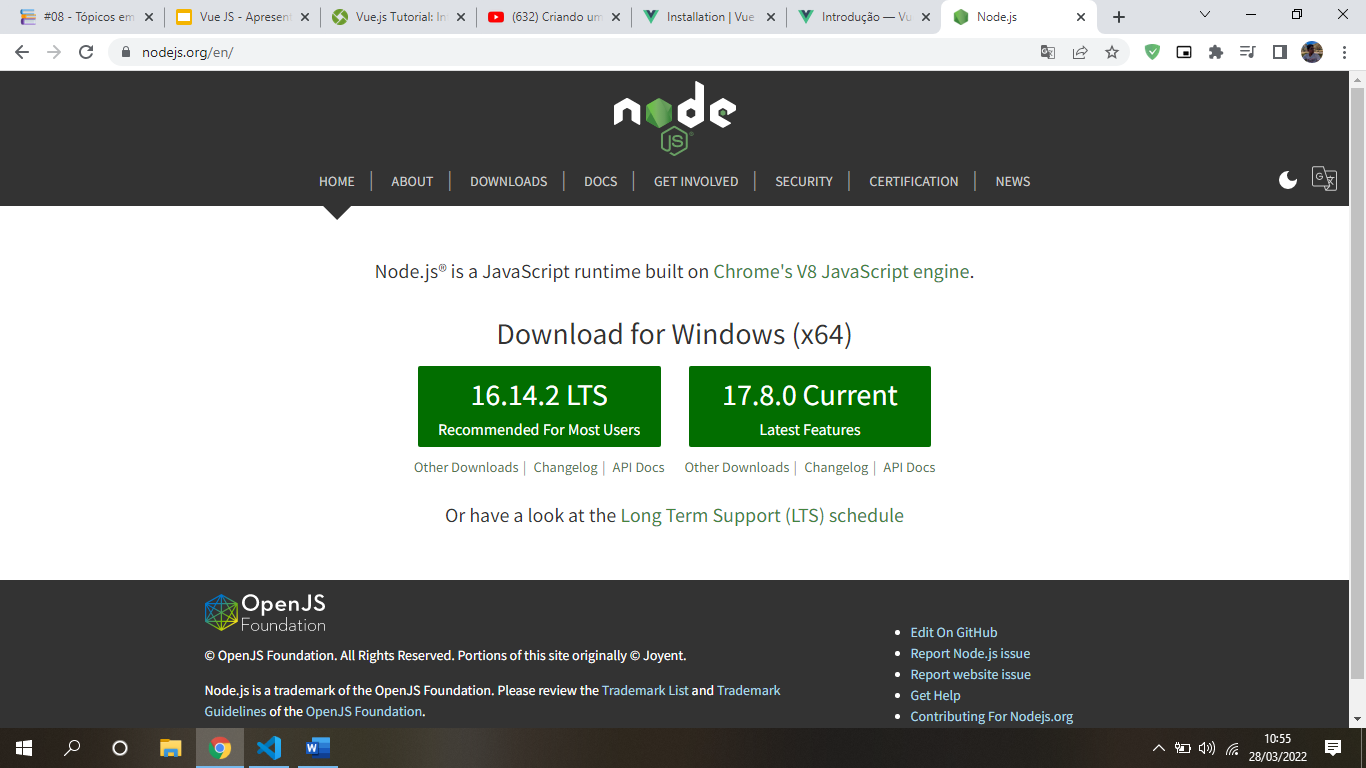 #08 - Tópicos em
Vue JS - Apresent
Vue.js Tutorial: In
(632) Criando um
Installation | Vue
Introdução — Vu
Node.js
nodejs.org/en/
node
JS
HOME
ABOUT
DOWNLOADS
DOCS
GET INVOLVED
SECURITY
CERTIFICATION
NEWS
Node.js® is a JavaScript runtime built on Chrome's V8 JavaScript engine.
Download for Windows (x64)
16.14.2 LTS
Recommended For Most Users
17.8.0 Current
Latest Features
Other Downloads | Changelog | API Docs
Other Downloads | Changelog | API Docs
Or have a look at the Long Term Support (LTS) schedule
OpenJS
Foundation
© OpenJS Foundation. All Rights Reserved. Portions of this site originally © Joyent.
Node.js is a trademark of the OpenJS Foundation. Please review the Trademark List and Trademark
Guidelines of the OpenJS Foundation.
Edit On GitHub
Report Node.js issue
Report website issue
Get Help
Contributing For Nodejs.org
10:55
28/03/2022